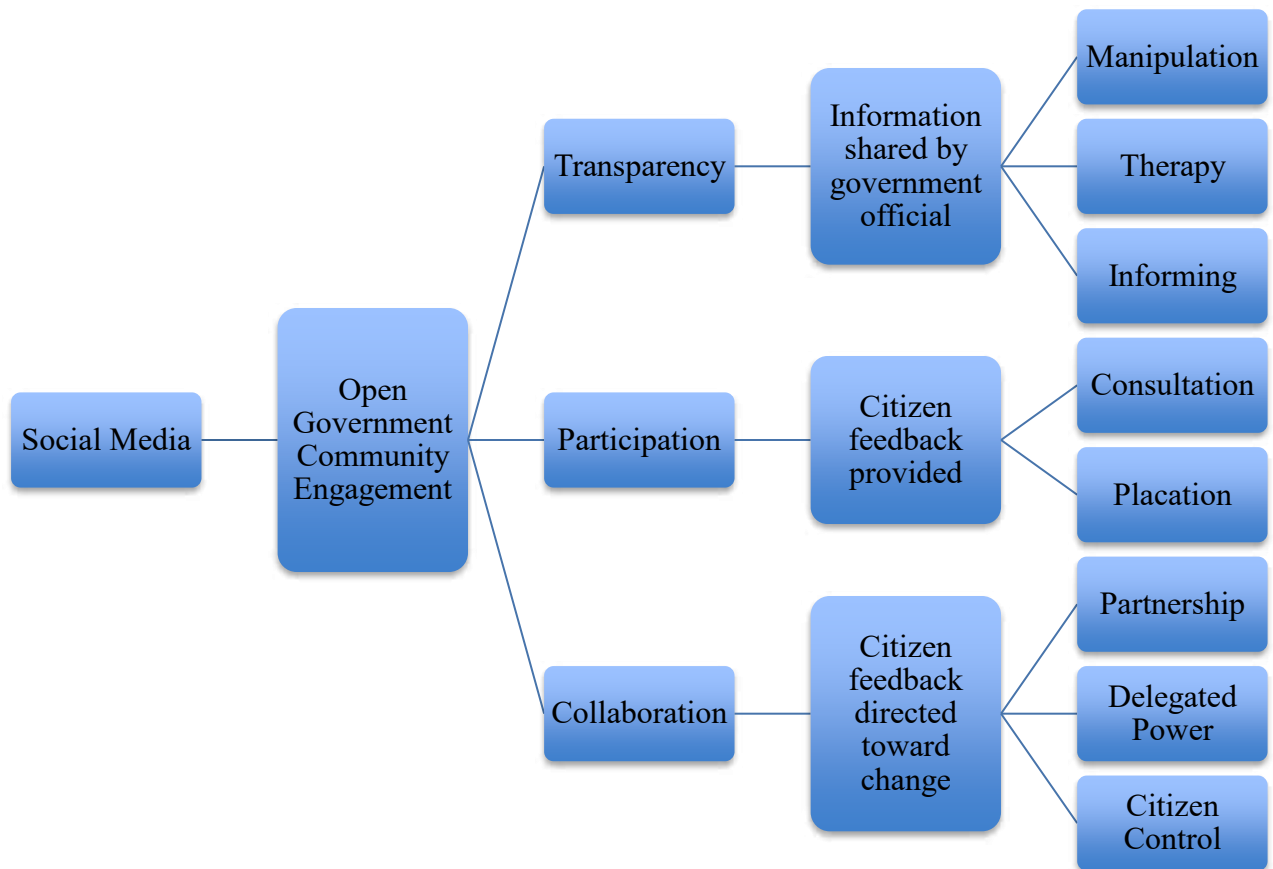 Social Media
Open
Government
Community
Engagement
Transparency
Information
shared by
government
official
Manipulation
Therapy
Informing
Participation
Citizen
feedback
provided
Consultation
Placation
Collaboration
Citizen
feedback
directed
toward
change
Partnership
Delegated
Power
Citizen
Control